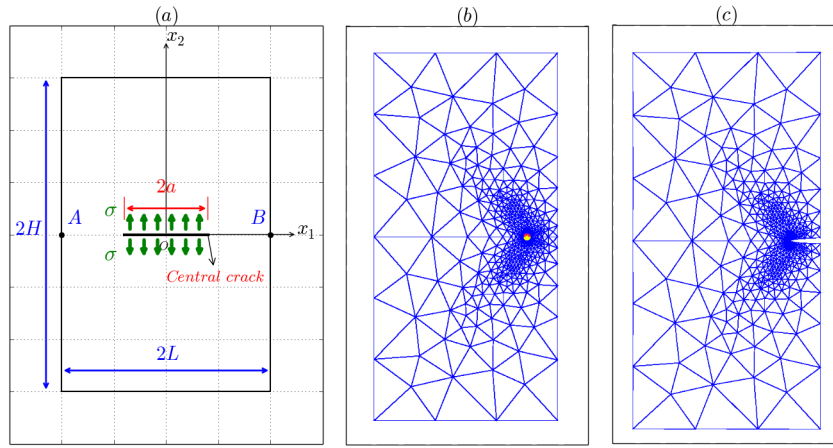 (a)
(b)
(c)
x₂
2a
σ
A
B
x₁
2H
O
σ
Central crack
2L